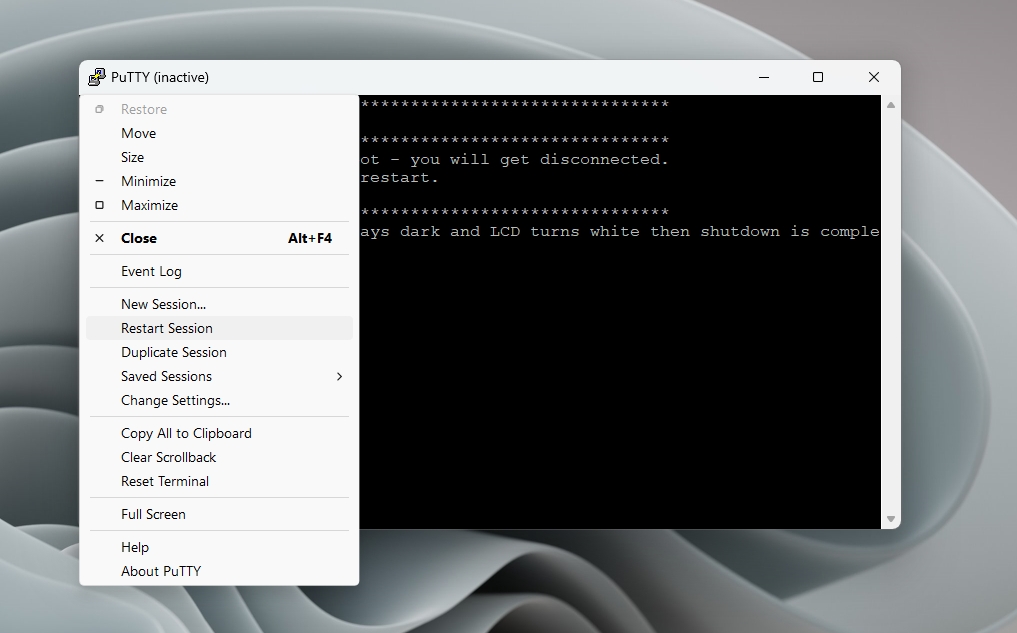 PuTTY (inactive)
Restore
Move
Size
Minimize
Maximize
Close Alt+F4
Event Log
New Session...
Restart Session
Duplicate Session
Saved Sessions
Change Settings...
Copy All to Clipboard
Clear Scrollback
Reset Terminal
Full Screen
Help
About PuTTY
*******************************
*******************************
ot - you will get disconnected.
restart.
*******************************
ays dark and LCD turns white then shutdown is comple